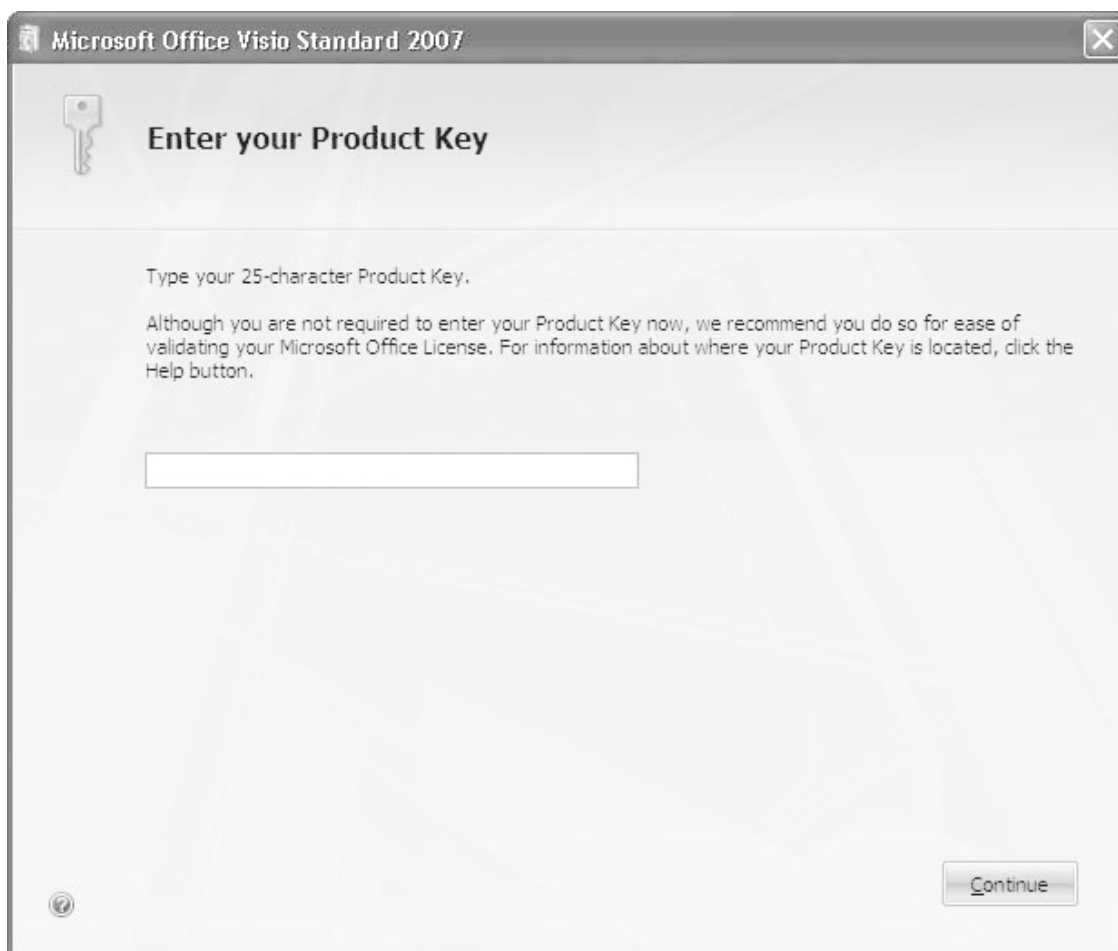 Microsoft Office Visio Standard 2007
Enter your Product Key
Type your 25-character Product Key.
Although you are not required to enter your Product Key now, we recommend you do so for ease of
validating your Microsoft Office License. For information about where your Product Key is located, click the
Help button.
Continue